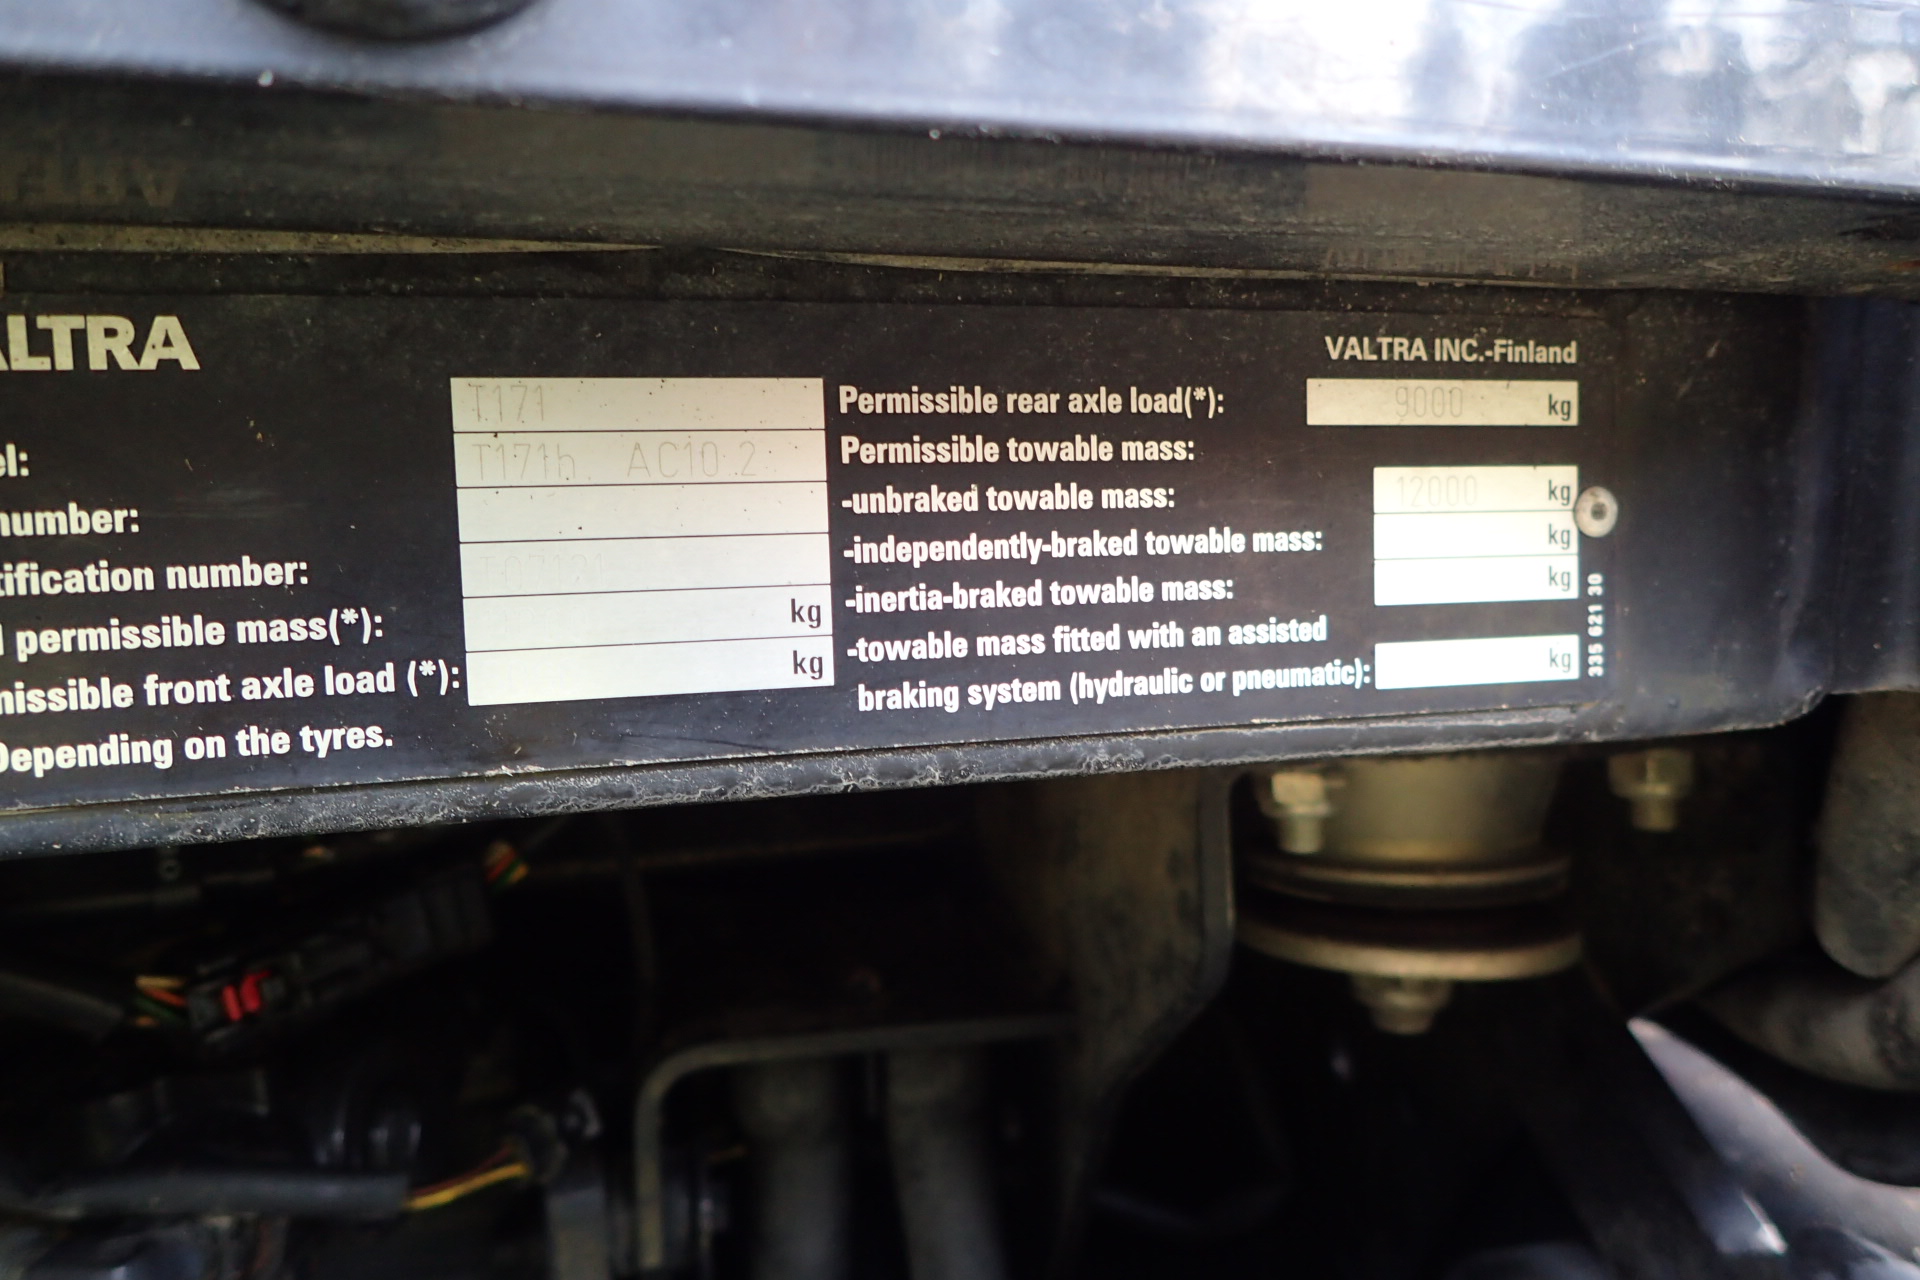 ALTRA
T171
el: T171h AC10.2
number:
tification number: T07121
permissible mass(*): kg
missible front axle load (*): kg
Depending on the tyres.
VALTRA INC.-Finland
Permissible rear axle load(*): 9000 kg
Permissible towable mass:
-unbraked towable mass: 12000 kg
-independently-braked towable mass: kg
-inertia-braked towable mass: kg
-towable mass fitted with an assisted
braking system (hydraulic or pneumatic): kg
335 621 30